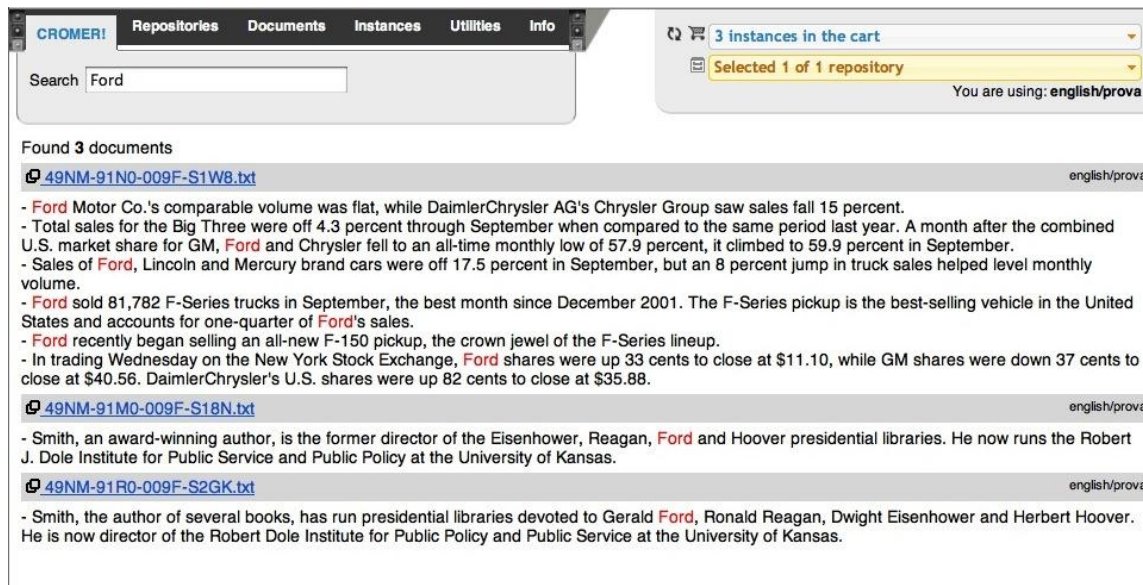 CROMER! Repositories Documents Instances Utilities Info
3 instances in the cart
Selected 1 of 1 repository
Search Ford
You are using: english/prova
Found 3 documents
49NM-91N0-009F-S1W8.txt english/prova
- Ford Motor Co.'s comparable volume was flat, while DaimlerChrysler AG's Chrysler Group saw sales fall 15 percent.
- Total sales for the Big Three were off 4.3 percent through September when compared to the same period last year. A month after the combined
U.S. market share for GM, Ford and Chrysler fell to an all-time monthly low of 57.9 percent, it climbed to 59.9 percent in September.
- Sales of Ford, Lincoln and Mercury brand cars were off 17.5 percent in September, but an 8 percent jump in truck sales helped level monthly
volume.
- Ford sold 81,782 F-Series trucks in September, the best month since December 2001. The F-Series pickup is the best-selling vehicle in the United
States and accounts for one-quarter of Ford's sales.
- Ford recently began selling an all-new F-150 pickup, the crown jewel of the F-Series lineup.
- In trading Wednesday on the New York Stock Exchange, Ford shares were up 33 cents to close at $11.10, while GM shares were down 37 cents to
close at $40.56. DaimlerChrysler's U.S. shares were up 82 cents to close at $35.88.
49NM-91M0-009F-S18N.txt english/prova
- Smith, an award-winning author, is the former director of the Eisenhower, Reagan, Ford and Hoover presidential libraries. He now runs the Robert
J. Dole Institute for Public Service and Public Policy at the University of Kansas.
49NM-91R0-009F-S2GK.txt english/prova
- Smith, the author of several books, has run presidential libraries devoted to Gerald Ford, Ronald Reagan, Dwight Eisenhower and Herbert Hoover.
He is now director of the Robert Dole Institute for Public Policy and Public Service at the University of Kansas.